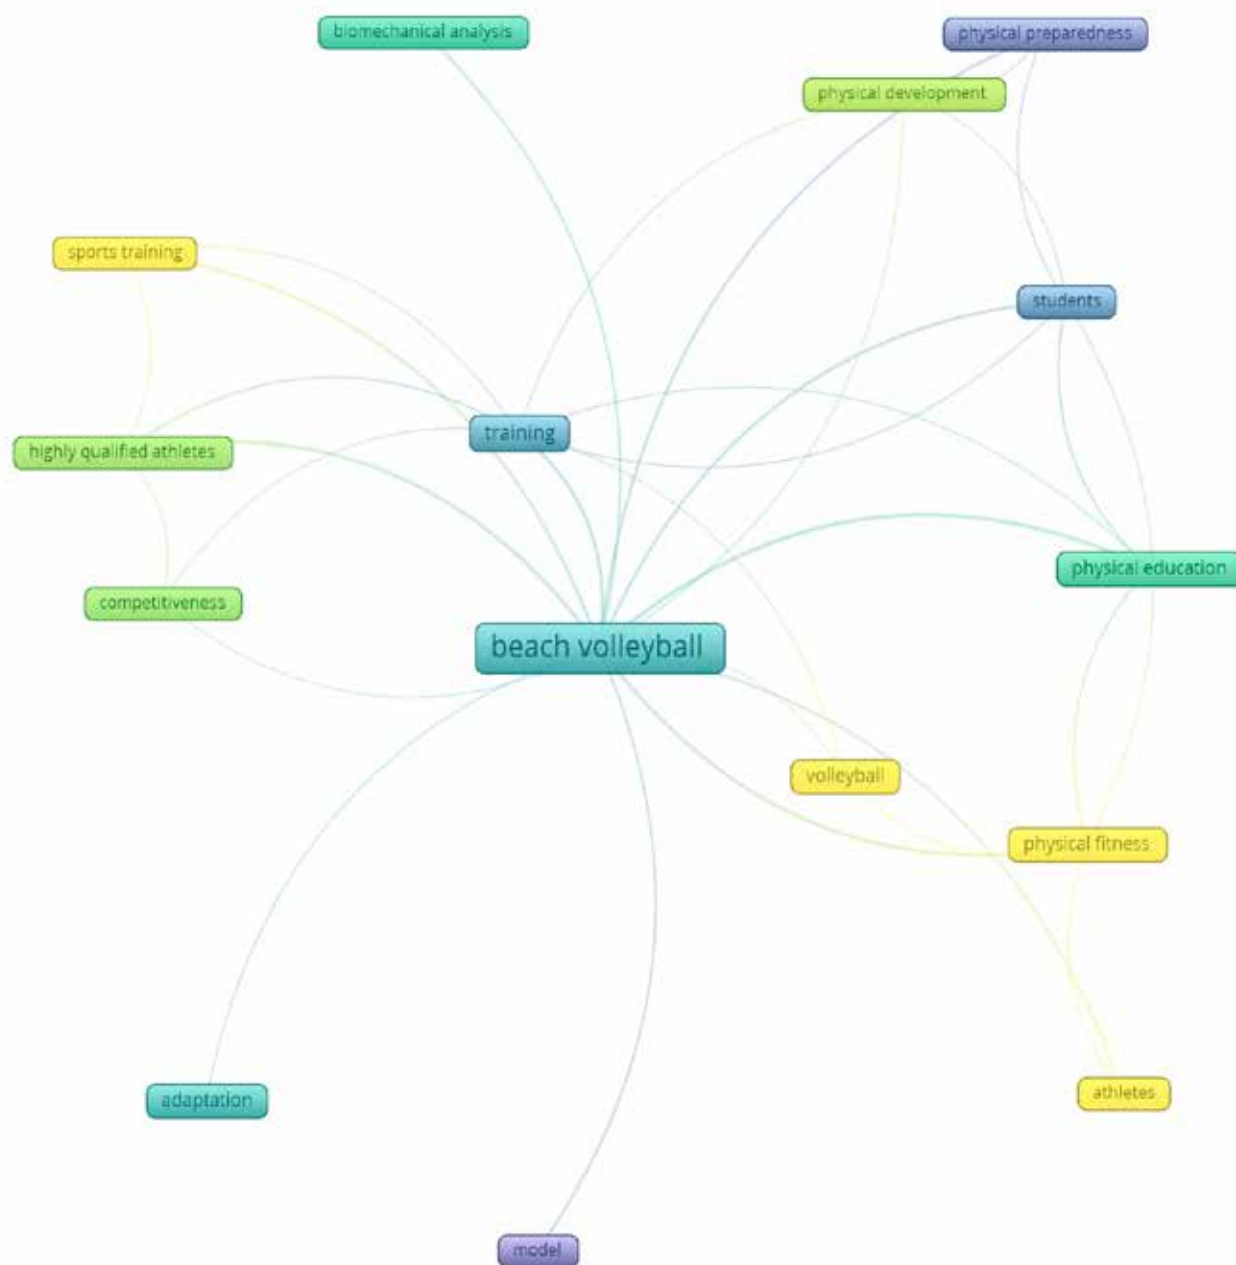 biomechanical analysis
physical preparedness
physical development
sports training
students
training
highly qualified athletes
physical education
competitiveness
beach volleyball
volleyball
physical fitness
adaptation
athletes
model